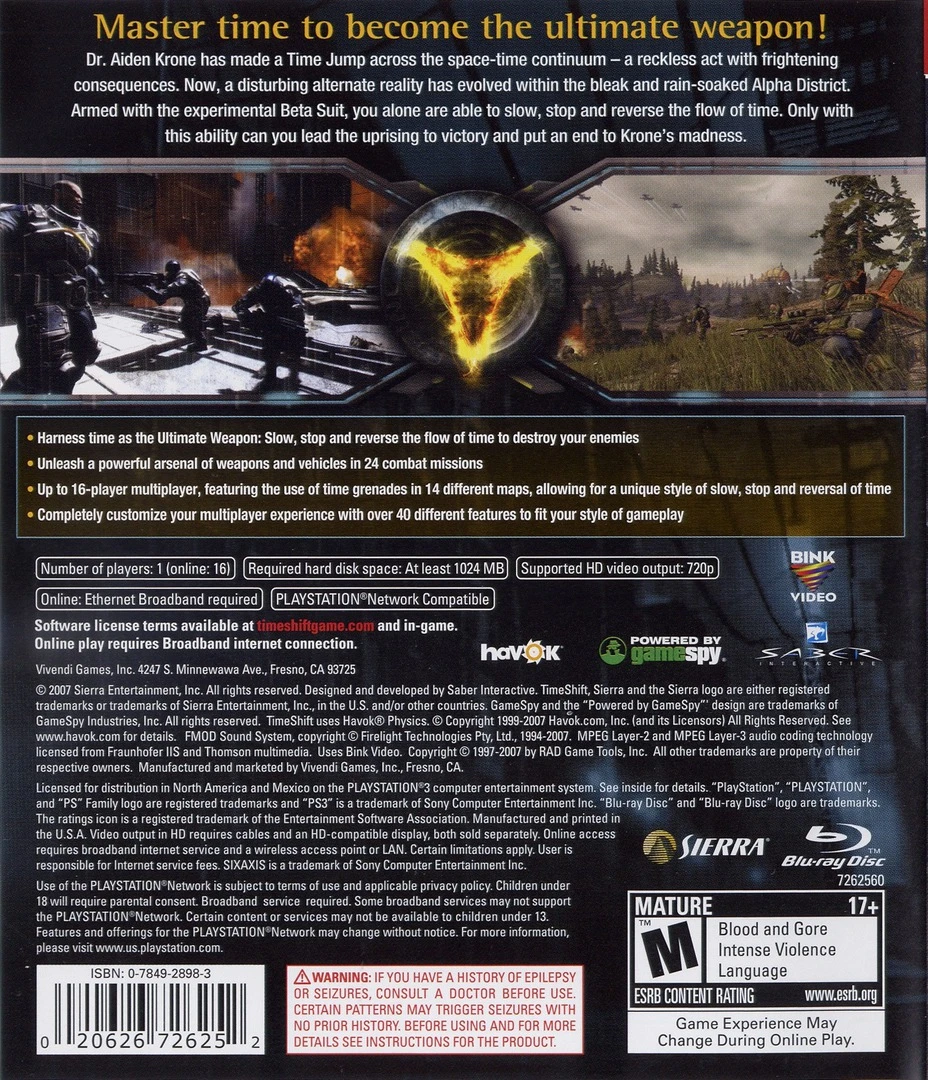 Master time to become the ultimate weapon!
Dr. Aiden Krone has made a Time Jump across the space-time continuum – a reckless act with frightening
consequences. Now, a disturbing alternate reality has evolved within the bleak and rain-soaked Alpha District.
Armed with the experimental Beta Suit, you alone are able to slow, stop and reverse the flow of time. Only with
this ability can you lead the uprising to victory and put an end to Krone's madness.
• Harness time as the Ultimate Weapon: Slow, stop and reverse the flow of time to destroy your enemies
• Unleash a powerful arsenal of weapons and vehicles in 24 combat missions
• Up to 16-player multiplayer, featuring the use of time grenades in 14 different maps, allowing for a unique style of slow, stop and reversal of time
• Completely customize your multiplayer experience with over 40 different features to fit your style of gameplay
Number of players: 1 (online: 16)
Required hard disk space: At least 1024 MB
Supported HD video output: 720p
Online: Ethernet Broadband required
PLAYSTATION®Network Compatible
BINK
VIDEO
Software license terms available at timeshiftgame.com and in-game.
Online play requires Broadband internet connection.
havok
POWERED BY
gamespy.
SABER
INTERACTIVE
Vivendi Games, Inc. 4247 S. Minnewawa Ave., Fresno, CA 93725
© 2007 Sierra Entertainment, Inc. All rights reserved. Designed and developed by Saber Interactive. TimeShift, Sierra and the Sierra logo are either registered
trademarks or trademarks of Sierra Entertainment, Inc., in the U.S. and/or other countries. GameSpy and the "Powered by GameSpy"' design are trademarks of
GameSpy Industries, Inc. All rights reserved. TimeShift uses Havok® Physics. © Copyright 1999-2007 Havok.com, Inc. (and its Licensors) All Rights Reserved. See
www.havok.com for details. FMOD Sound System, copyright © Firelight Technologies Pty, Ltd., 1994-2007. MPEG Layer-2 and MPEG Layer-3 audio coding technology
licensed from Fraunhofer IIS and Thomson multimedia. Uses Bink Video. Copyright © 1997-2007 by RAD Game Tools, Inc. All other trademarks are property of their
respective owners. Manufactured and marketed by Vivendi Games, Inc., Fresno, CA.
Licensed for distribution in North America and Mexico on the PLAYSTATION®3 computer entertainment system. See inside for details. "PlayStation", "PLAYSTATION",
and "PS" Family logo are registered trademarks and "PS3" is a trademark of Sony Computer Entertainment Inc. "Blu-ray Disc" and "Blu-ray Disc" logo are trademarks.
The ratings icon is a registered trademark of the Entertainment Software Association. Manufactured and printed in
the U.S.A. Video output in HD requires cables and an HD-compatible display, both sold separately. Online access
requires broadband internet service and a wireless access point or LAN. Certain limitations apply. User is
responsible for Internet service fees. SIXAXIS is a trademark of Sony Computer Entertainment Inc.
SIERRA®
Blu-ray Disc™
7262560
Use of the PLAYSTATION®Network is subject to terms of use and applicable privacy policy. Children under
18 will require parental consent. Broadband service required. Some broadband services may not support
the PLAYSTATION®Network. Certain content or services may not be available to children under 13.
Features and offerings for the PLAYSTATION®Network may change without notice. For more information,
please visit www.us.playstation.com.
MATURE 17+
M™
Blood and Gore
Intense Violence
Language
ESRB CONTENT RATING www.esrb.org
Game Experience May
Change During Online Play.
ISBN: 0-7849-2898-3
0 20626 72625 2
WARNING: IF YOU HAVE A HISTORY OF EPILEPSY
OR SEIZURES, CONSULT A DOCTOR BEFORE USE.
CERTAIN PATTERNS MAY TRIGGER SEIZURES WITH
NO PRIOR HISTORY. BEFORE USING AND FOR MORE
DETAILS SEE INSTRUCTIONS FOR THE PRODUCT.